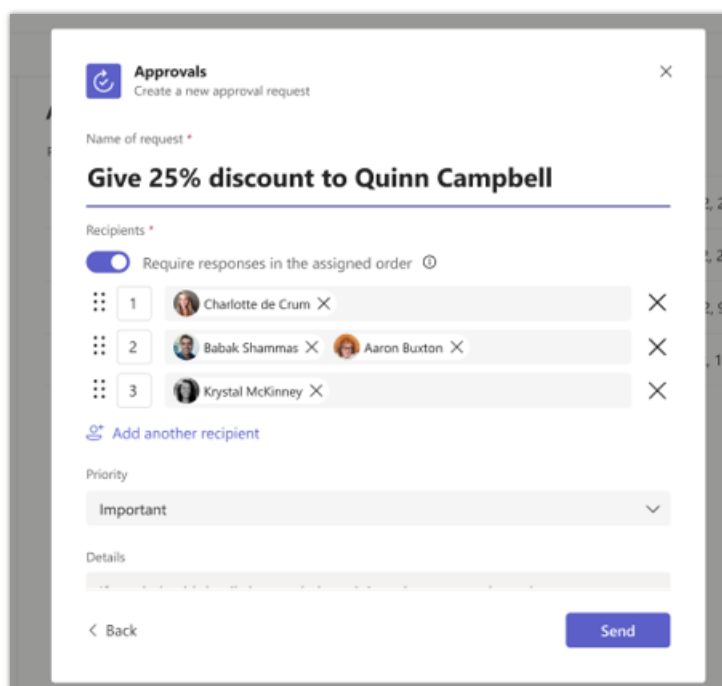 Approvals
Create a new approval request
Name of request *
Give 25% discount to Quinn Campbell
Recipients *
Require responses in the assigned order
1 Charlotte de Crum
2 Babak Shammas Aaron Buxton
3 Krystal McKinney
Add another recipient
Priority
Important
Details
Back
Send